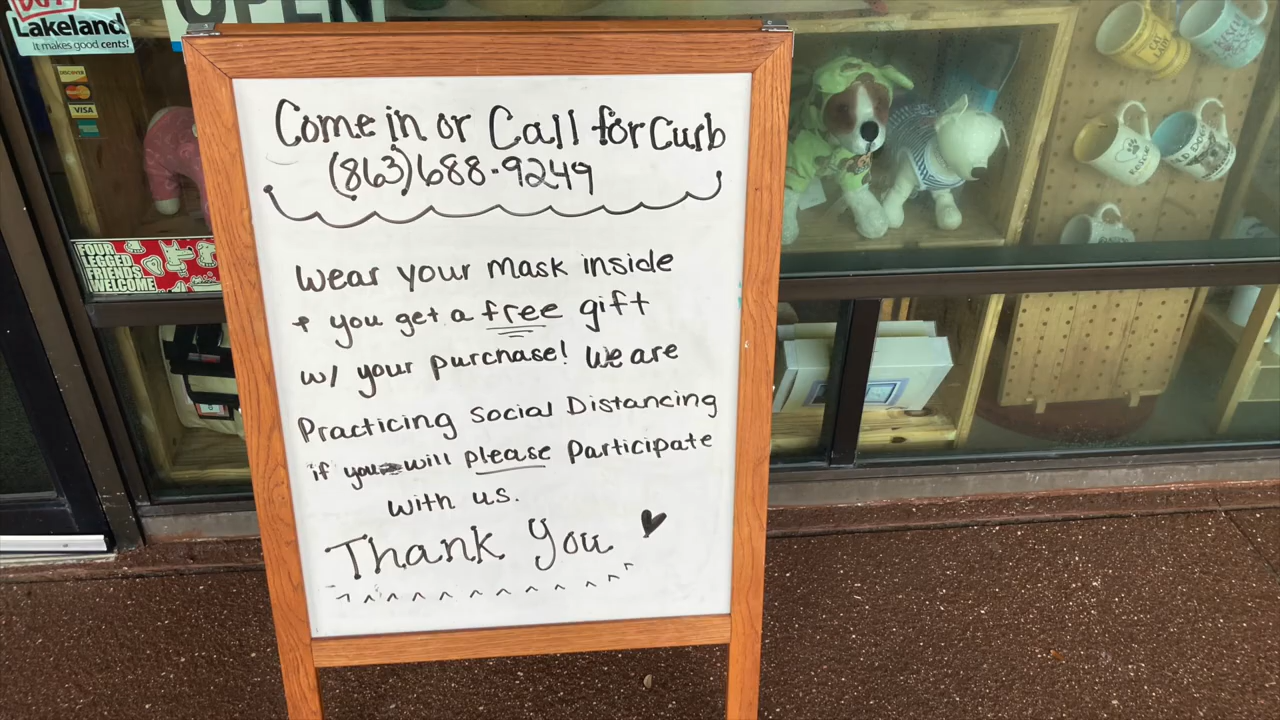 Lakeland
It makes good cents!
OPEN
DISCOVER
VISA
FOUR
LEGGED
FRIENDS
WELCOME
Come in or Call for Curb
(863)688-9249
Wear your mask inside
+ you get a free gift
w/ your purchase! We are
Practicing Social Distancing
if you will please Participate
with us.
Thank You